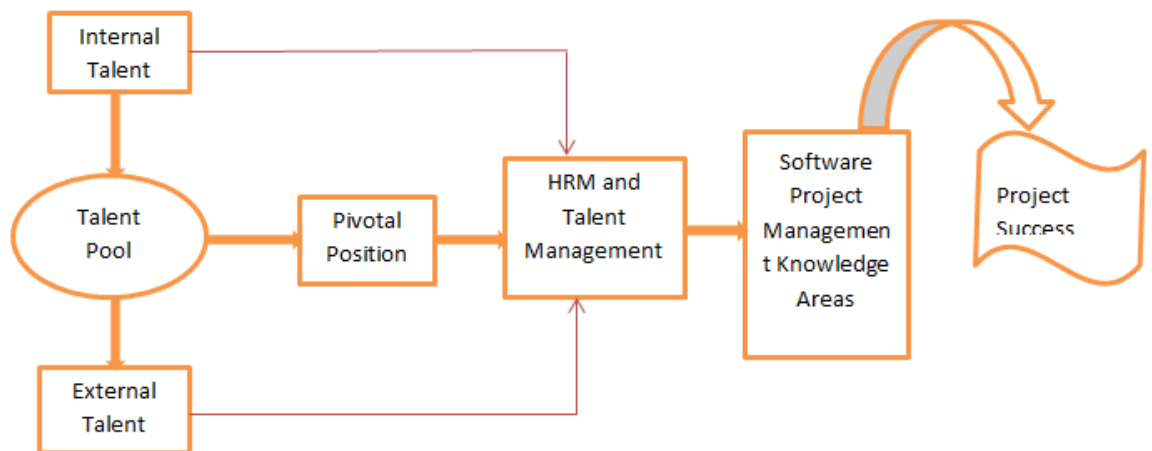 Internal
Talent
Talent
Pool
External
Talent
Pivotal
Position
HRM and
Talent
Management
Software
Project
Managemen
t Knowledge
Areas
Project
Success